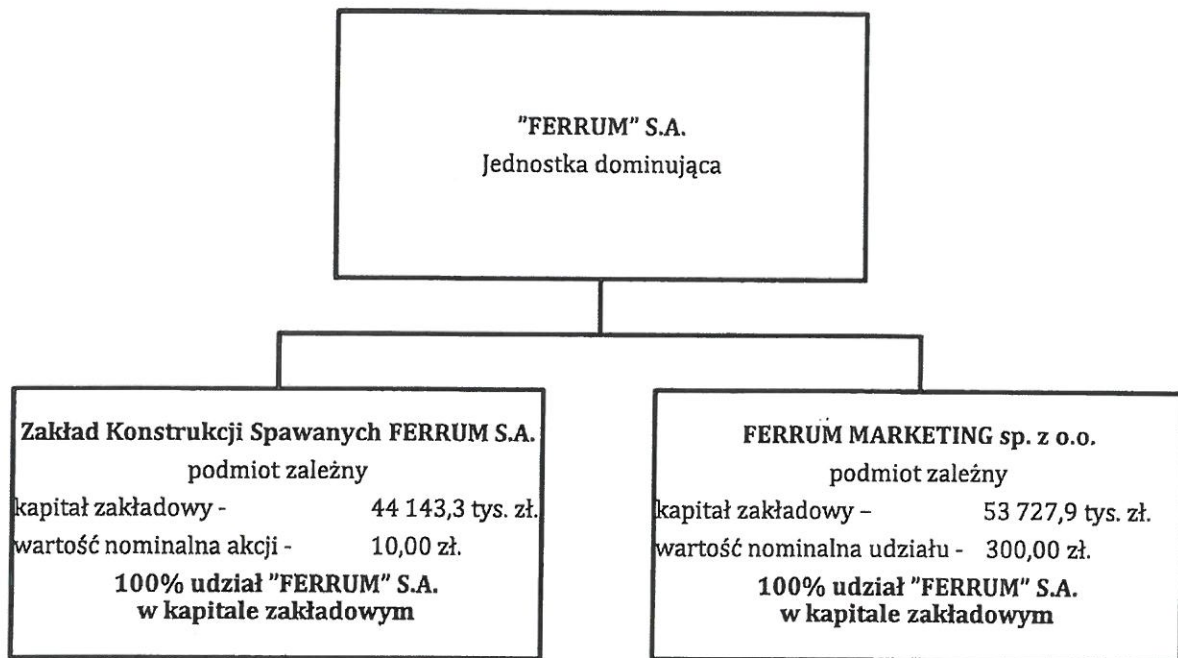 "FERRUM" S.A.
Jednostka dominująca
Zakład Konstrukcji Spawanych FERRUM S.A.
podmiot zależny
kapitał zakładowy - 44 143,3 tys. zł.
wartość nominalna akcji - 10,00 zł.
100% udział "FERRUM" S.A.
w kapitale zakładowym
FERRUM MARKETING sp. z o.o.
podmiot zależny
kapitał zakładowy – 53 727,9 tys. zł.
wartość nominalna udziału - 300,00 zł.
100% udział "FERRUM" S.A.
w kapitale zakładowym